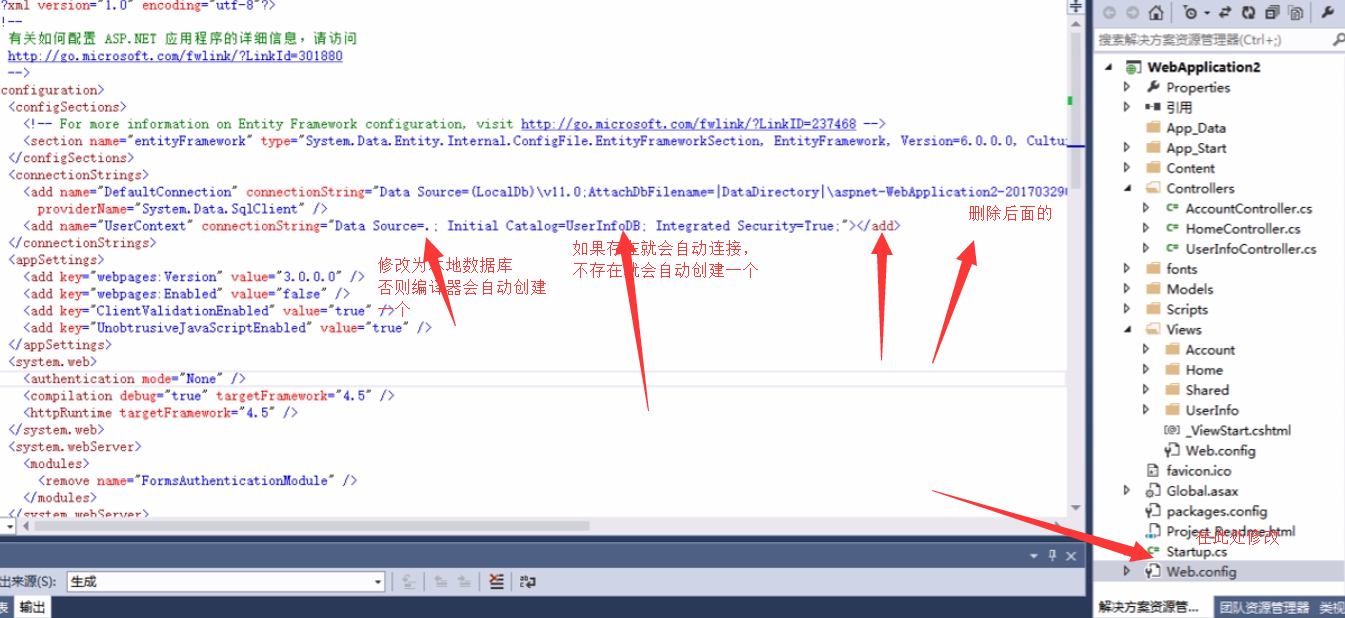 ?xml version="1.0" encoding="utf-8"?>
!--
有关如何配置 ASP.NET 应用程序的详细信息，请访问
http://go.microsoft.com/fwlink/?LinkId=301880
-->
configuration>
<configSections>
<!-- For more information on Entity Framework configuration, visit http://go.microsoft.com/fwlink/?LinkID=237468 -->
<section name="entityFramework" type="System.Data.Entity.Internal.ConfigFile.EntityFrameworkSection, EntityFramework, Version=6.0.0.0, Cultu
</configSections>
<connectionStrings>
<add name="DefaultConnection" connectionString="Data Source=(LocalDb)\v11.0;AttachDbFilename=|DataDirectory|\aspnet-WebApplication2-201703290
providerName="System.Data.SqlClient" />
<add name="UserContext" connectionString="Data Source=.; Initial Catalog=UserInfoDB; Integrated Security=True;"></add>
</connectionStrings>
<appSettings>
<add key="webpages:Version" value="3.0.0.0" />
<add key="webpages:Enabled" value="false" />
<add key="ClientValidationEnabled" value="true" />
<add key="UnobtrusiveJavaScriptEnabled" value="true" />
</appSettings>
<system.web>
<authentication mode="None" />
<compilation debug="true" targetFramework="4.5" />
<httpRuntime targetFramework="4.5" />
</system.web>
<system.webServer>
<modules>
<remove name="FormsAuthenticationModule" />
</modules>
</system.webServer>
修改为本地数据库
否则编译器会自动创建
一个
如果存在就会自动连接，
不存在就会自动创建一个
删除后面的
在此处修改
出来源(S):
生成
表
输出
搜索解决方案资源管理器(Ctrl+;)
WebApplication2
Properties
引用
App_Data
App_Start
Content
Controllers
C# AccountController.cs
C# HomeController.cs
C# UserInfoController.cs
fonts
Models
Scripts
Views
Account
Home
Shared
UserInfo
[@] _ViewStart.cshtml
Web.config
favicon.ico
Global.asax
packages.config
Project_Readme.html
C# Startup.cs
Web.config
解决方案资源管...
团队资源管理器
类视